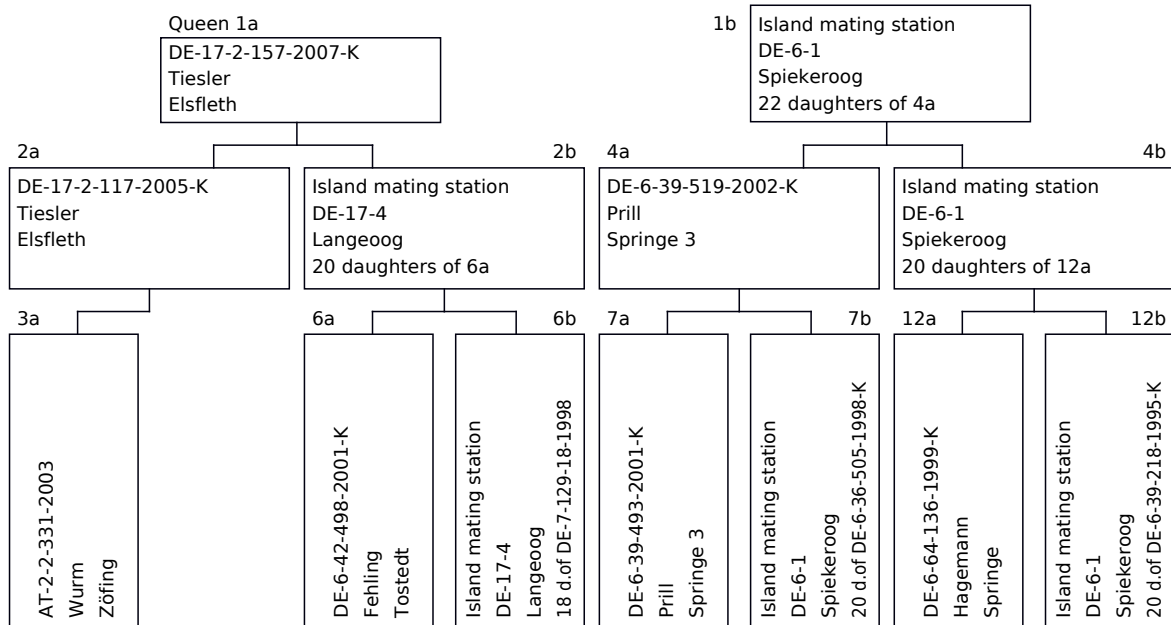 Queen 1a
DE-17-2-157-2007-K
Tiesler
Elsfleth
1b
Island mating station
DE-6-1
Spiekeroog
22 daughters of 4a
2a
DE-17-2-117-2005-K
Tiesler
Elsfleth
2b
Island mating station
DE-17-4
Langeoog
20 daughters of 6a
4a
DE-6-39-519-2002-K
Prill
Springe 3
4b
Island mating station
DE-6-1
Spiekeroog
20 daughters of 12a
3a
AT-2-2-331-2003
Wurm
Zöfing
6a
DE-6-42-498-2001-K
Fehling
Tostedt
6b
Island mating station
DE-17-4
Langeoog
18 d.of DE-7-129-18-1998
7a
DE-6-39-493-2001-K
Prill
Springe 3
7b
Island mating station
DE-6-1
Spiekeroog
20 d.of DE-6-36-505-1998-K
12a
DE-6-64-136-1999-K
Hagemann
Springe
12b
Island mating station
DE-6-1
Spiekeroog
20 d.of DE-6-39-218-1995-K